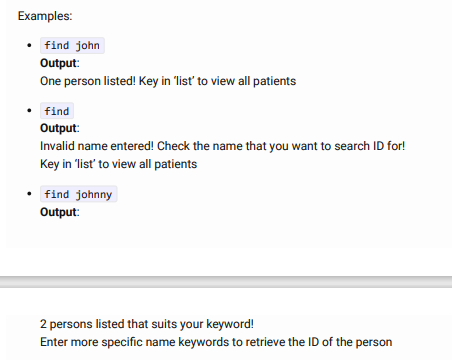 Examples:
find john
Output:
One person listed! Key in ‘list’ to view all patients
find
Output:
Invalid name entered! Check the name that you want to search ID for!
Key in ‘list’ to view all patients
find johnny
Output:
2 persons listed that suits your keyword!
Enter more specific name keywords to retrieve the ID of the person